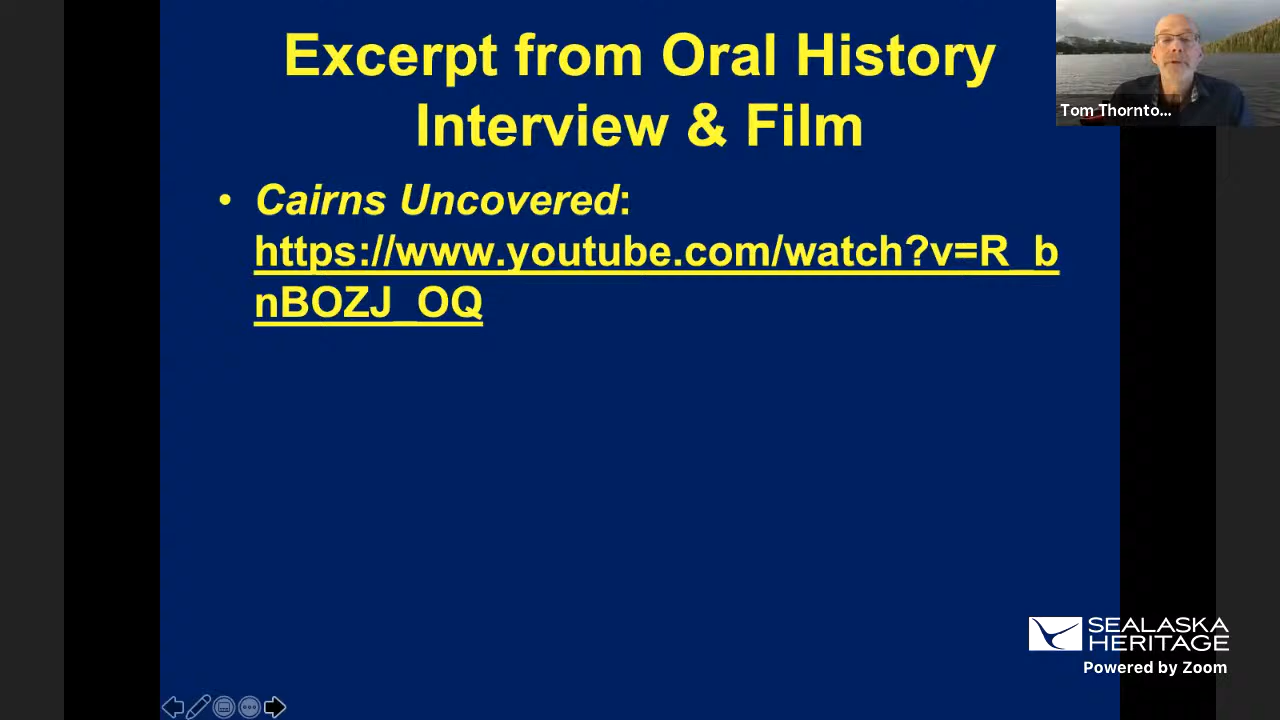 Excerpt from Oral History
Interview & Film
Tom Thornto...
• Cairns Uncovered:
https://www.youtube.com/watch?v=R_b
nBOZJ_OQ
SEALASKA
HERITAGE
Powered by Zoom